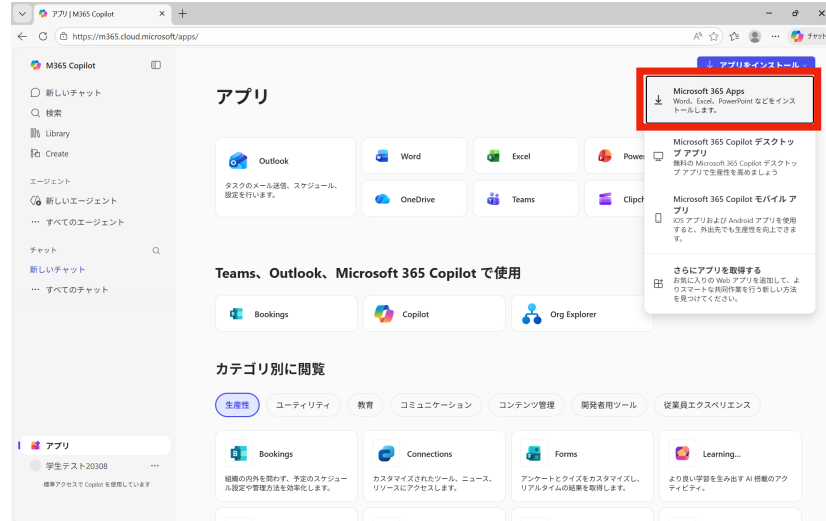 アプリ | M365 Copilot
https://m365.cloud.microsoft/apps/
M365 Copilot
新しいチャット
検索
Library
Create
エージェント
新しいエージェント
すべてのエージェント
チャット
新しいチャット
すべてのチャット
アプリ
学生テスト20308
標準アクセスで Copilot を使用しています
アプリ
アプリをインストール
Microsoft 365 Apps
Word、Excel、PowerPoint などをインス
トールします。
Microsoft 365 Copilot デスクトッ
プ アプリ
無料の Microsoft 365 Copilot デスクトッ
プ アプリで生産性を高めましょう
Microsoft 365 Copilot モバイル ア
プリ
iOS アプリおよび Android アプリを使用
すると、外出先でも生産性を向上できま
す。
さらにアプリを取得する
お気に入りの Web アプリを追加して、よ
りスマートな共同作業を行う新しい方法
を見つけてください。
Outlook
タスクのメール送信、スケジュール、
設定を行います。
Word
Excel
Power
OneDrive
Teams
Clipch
Teams、Outlook、Microsoft 365 Copilot で使用
Bookings
Copilot
Org Explorer
カテゴリ別に閲覧
生産性
ユーティリティ
教育
コミュニケーション
コンテンツ管理
開発者用ツール
従業員エクスペリエンス
Bookings
組織の内外を問わず、予定のスケジュー
ル設定や管理方法を効率化します。
Connections
カスタマイズされたツール、ニュース、
リソースにアクセスします。
Forms
アンケートとクイズをカスタマイズし、
リアルタイムの結果を取得します。
Learning...
より良い学習を生み出す AI 搭載のアク
ティビティ。